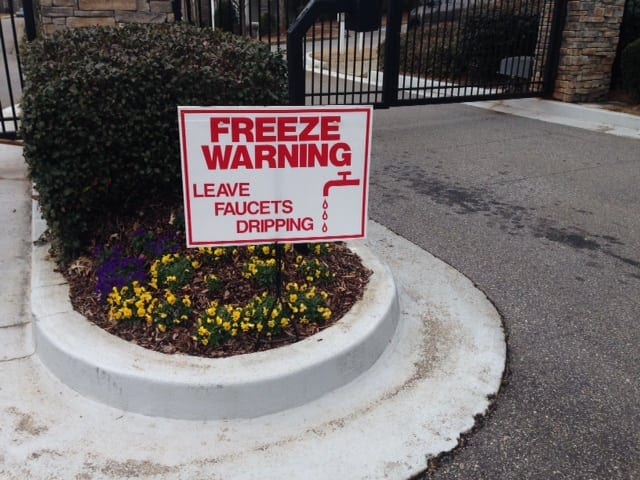 FREEZE
WARNING
LEAVE
FAUCETS
DRIPPING